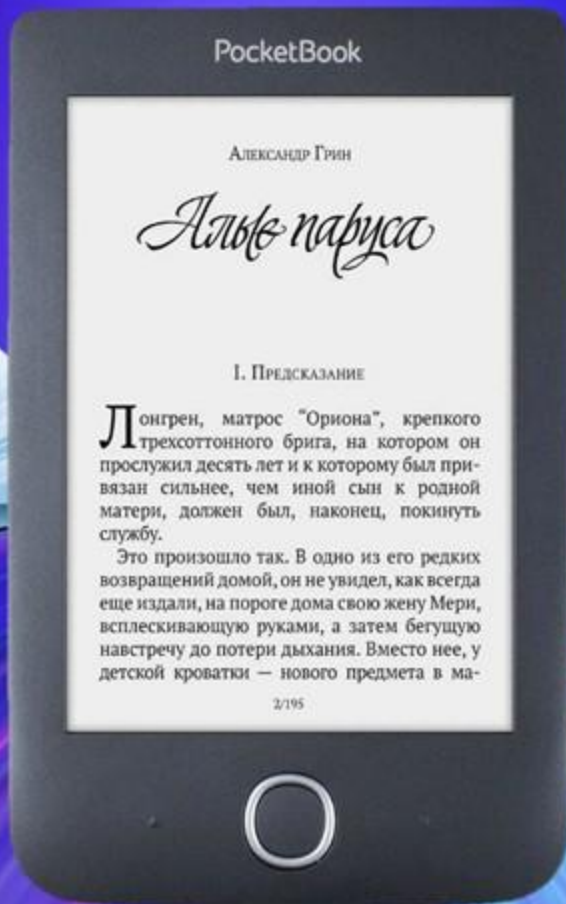 PocketBook
Александр Грин
Алые паруса
I. Предсказание
Лонгрен, матрос "Ориона", крепкого
трехсоттонного брига, на котором он
прослужил десять лет и к которому был при-
вязан сильнее, чем иной сын к родной
матери, должен был, наконец, покинуть
службу.
Это произошло так. В одно из его редких
возвращений домой, он не увидел, как всегда
еще издали, на пороге дома свою жену Мери,
всплескивающую руками, а затем бегущую
навстречу до потери дыхания. Вместо нее, у
детской кроватки — нового предмета в ма-
2/195